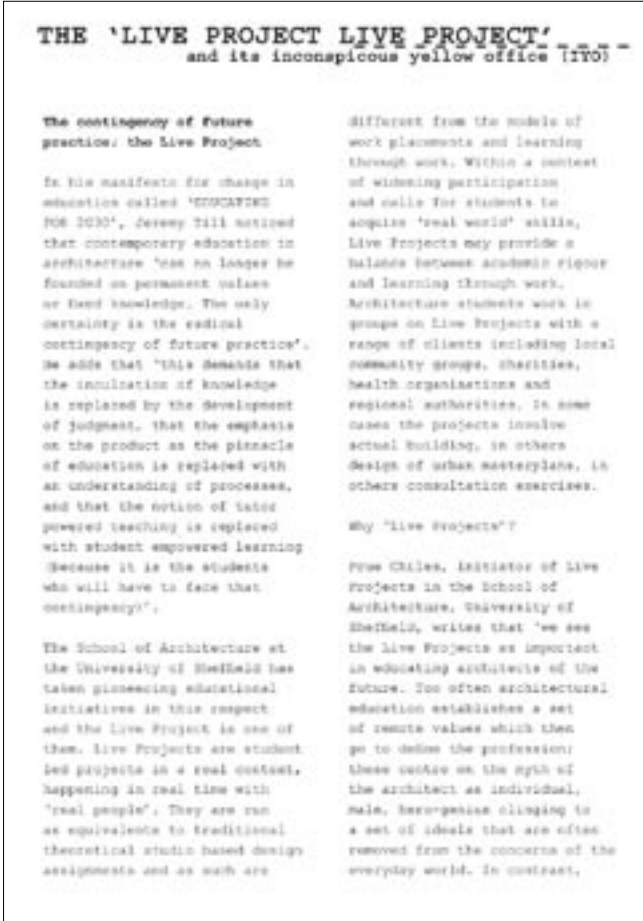 THE 'LIVE PROJECT LIVE PROJECT'____
and its inconspicous yellow office (IYO)
The contingency of future
practice: the Live Project
In his manifesto for change in
education called 'EDUCATING
FOR 2030', Jeremy Till noticed
that contemporary education in
architecture 'can no longer be
founded on permanent values
or fixed knowledge. The only
certainty is the radical
contingency of future practice'.
He adds that 'this demands that
the inculcation of knowledge
is replaced by the development
of judgment, that the emphasis
on the product as the pinnacle
of education is replaced with
an understanding of processes,
and that the notion of tutor
powered teaching is replaced
with student empowered learning
(because it is the students
who will have to face that
contingency)'.
The School of Architecture at
the University of Sheffield has
taken pioneering educational
initiatives in this respect
and the Live Project is one of
them. Live Projects are student
led projects in a real context,
happening in real time with
'real people'. They are run
as equivalents to traditional
theoretical studio based design
assignments and as such are
different from the models of
work placements and learning
through work. Within a context
of widening participation
and calls for students to
acquire 'real world' skills,
Live Projects may provide a
balance between academic rigour
and learning through work.
Architecture students work in
groups on Live Projects with a
range of clients including local
community groups, charities,
health organisations and
regional authorities. In some
cases the projects involve
actual building, in others
design of urban masterplans, in
others consultation exercises.
Why 'Live Projects'?
Prue Chiles, initiator of Live
Projects in the School of
Architecture, University of
Sheffield, writes that 'we see
the Live Projects as important
in educating architects of the
future. Too often architectural
education establishes a set
of remote values which then
go to define the profession;
these centre on the myth of
the architect as individual,
male, hero-genius clinging to
a set of ideals that are often
removed from the concerns of the
everyday world. In contrast,